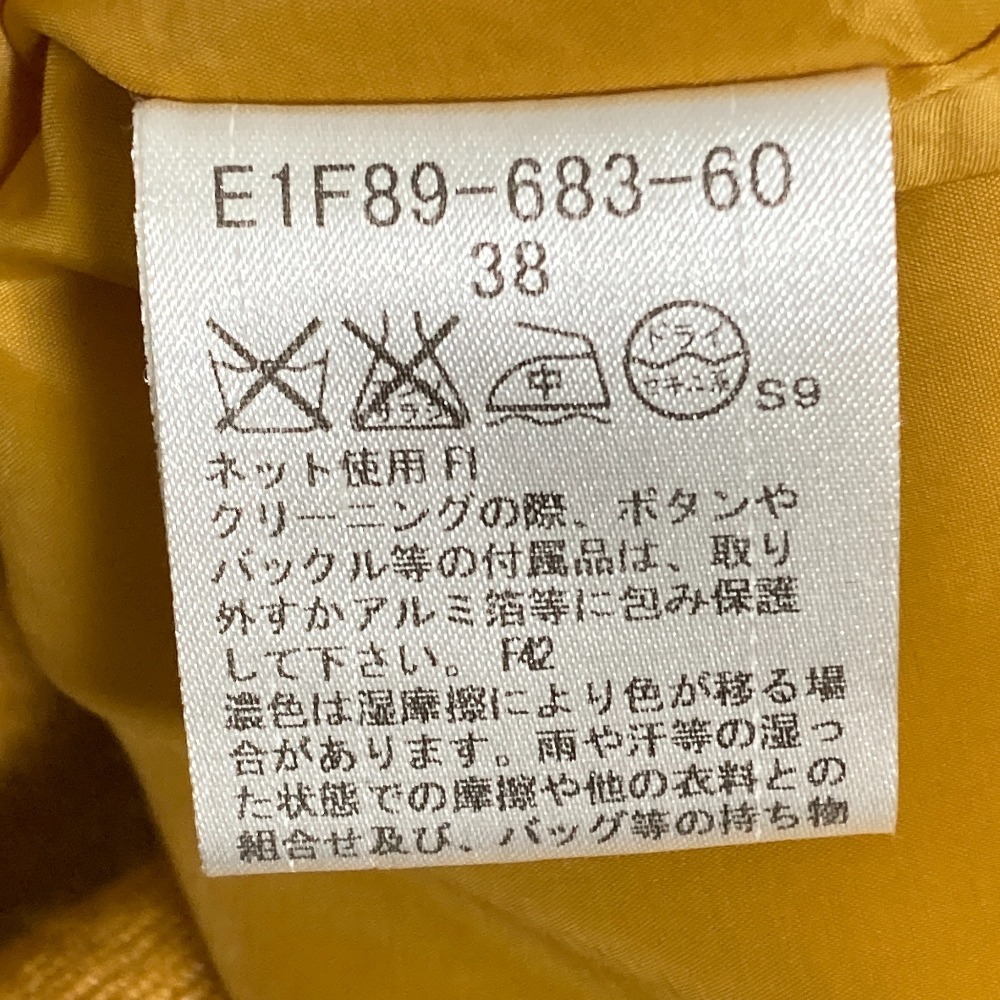 E1F89-683-60
38
エンソ
中
ドライ
セキユ系
S9
ネット使用 F1
クリーニングの際、ボタンや
バックル等の付属品は、取り
外すかアルミ箔等に包み保護
して下さい。 F42
濃色は湿摩擦により色が移る場
合があります。雨や汗等の湿っ
た状態での摩擦や他の衣料との
組合せ及び、バッグ等の持ち物